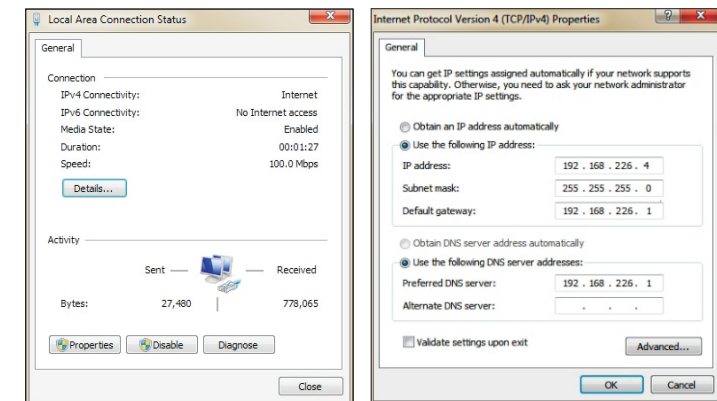 Local Area Connection Status
General
Connection
IPv4 Connectivity: Internet
IPv6 Connectivity: No Internet access
Media State: Enabled
Duration: 00:01:27
Speed: 100.0 Mbps
Details...
Activity
Sent Received
Bytes: 27,480 778,065
Properties Disable Diagnose
Close
Internet Protocol Version 4 (TCP/IPv4) Properties
General
You can get IP settings assigned automatically if your network supports
this capability. Otherwise, you need to ask your network administrator
for the appropriate IP settings.
Obtain an IP address automatically
Use the following IP address:
IP address: 192 . 168 . 226 . 4
Subnet mask: 255 . 255 . 255 . 0
Default gateway: 192 . 168 . 226 . 1
Obtain DNS server address automatically
Use the following DNS server addresses:
Preferred DNS server: 192 . 168 . 226 . 1
Alternate DNS server: . . .
Validate settings upon exit
Advanced...
OK Cancel